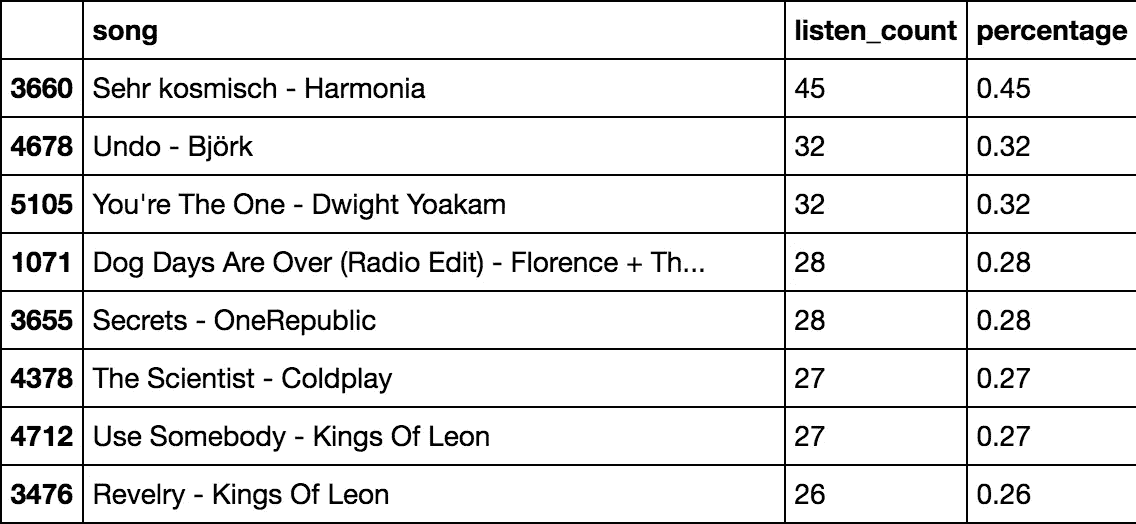 song listen_count percentage
3660 Sehr kosmisch - Harmonia 45 0.45
4678 Undo - Björk 32 0.32
5105 You're The One - Dwight Yoakam 32 0.32
1071 Dog Days Are Over (Radio Edit) - Florence + Th... 28 0.28
3655 Secrets - OneRepublic 28 0.28
4378 The Scientist - Coldplay 27 0.27
4712 Use Somebody - Kings Of Leon 27 0.27
3476 Revelry - Kings Of Leon 26 0.26